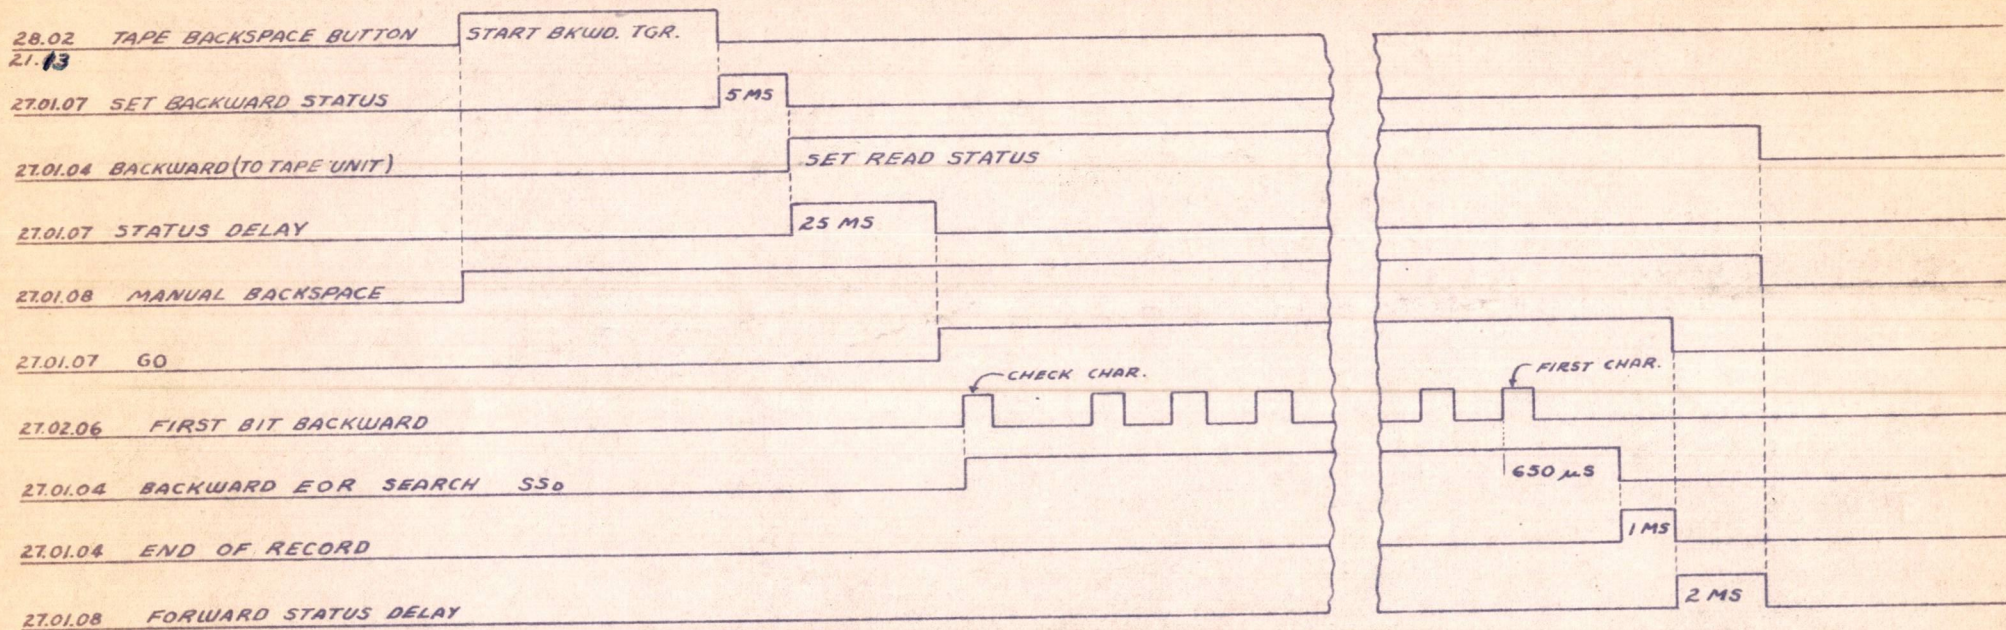 28.02 TAPE BACKSPACE BUTTON START BKWD. TGR.
21.13
27.01.07 SET BACKWARD STATUS 5 MS
27.01.04 BACKWARD (TO TAPE UNIT) SET READ STATUS
27.01.07 STATUS DELAY 25 MS
27.01.08 MANUAL BACKSPACE
27.01.07 GO
CHECK CHAR. FIRST CHAR.
27.02.06 FIRST BIT BACKWARD
27.01.04 BACKWARD EOR SEARCH SSD 650 μS
27.01.04 END OF RECORD 1 MS
27.01.08 FORWARD STATUS DELAY 2 MS